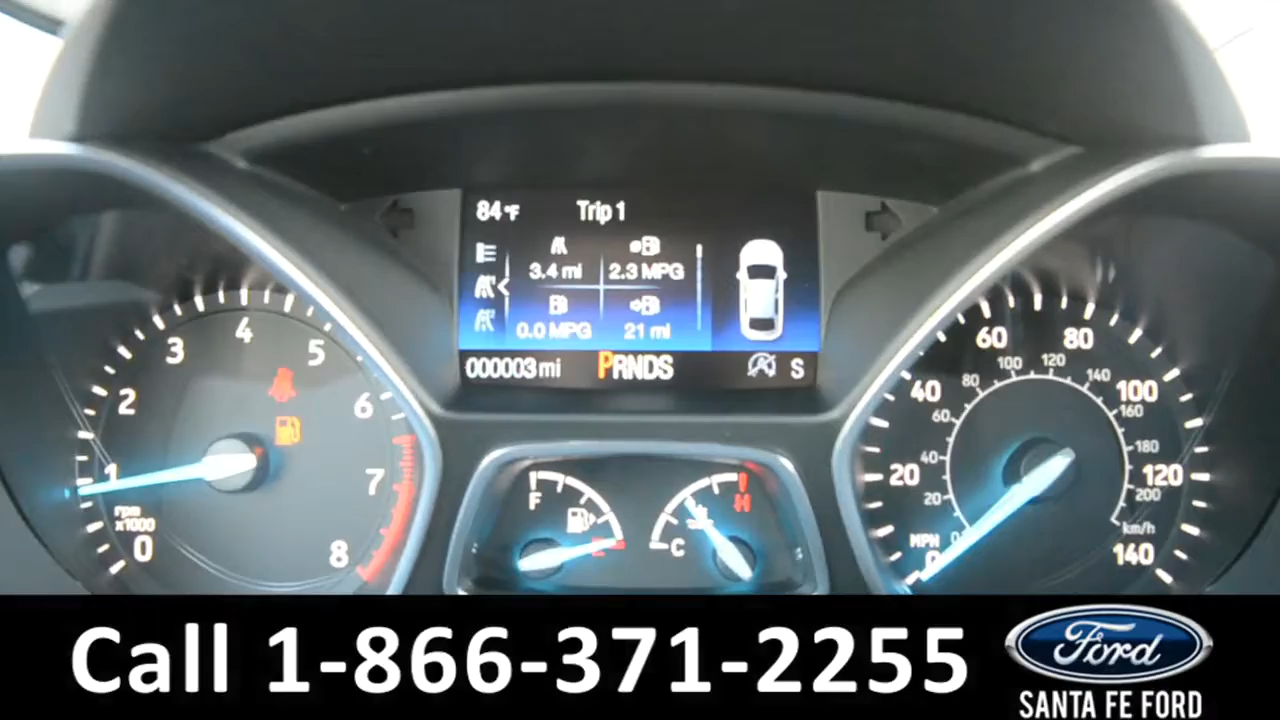 84°F Trip 1
3.4 mi 2.3 MPG
0.0 MPG 21 mi
000003 mi PRNDS S
0 1 2 3 4 5 6 7 8
rpm
x1000
F
C H
0 20 40 60 80 100 120 140
MPH
0 20 40 60 80 100 120 140 160 180 200
km/h
Call 1-866-371-2255
Ford
SANTA FE FORD